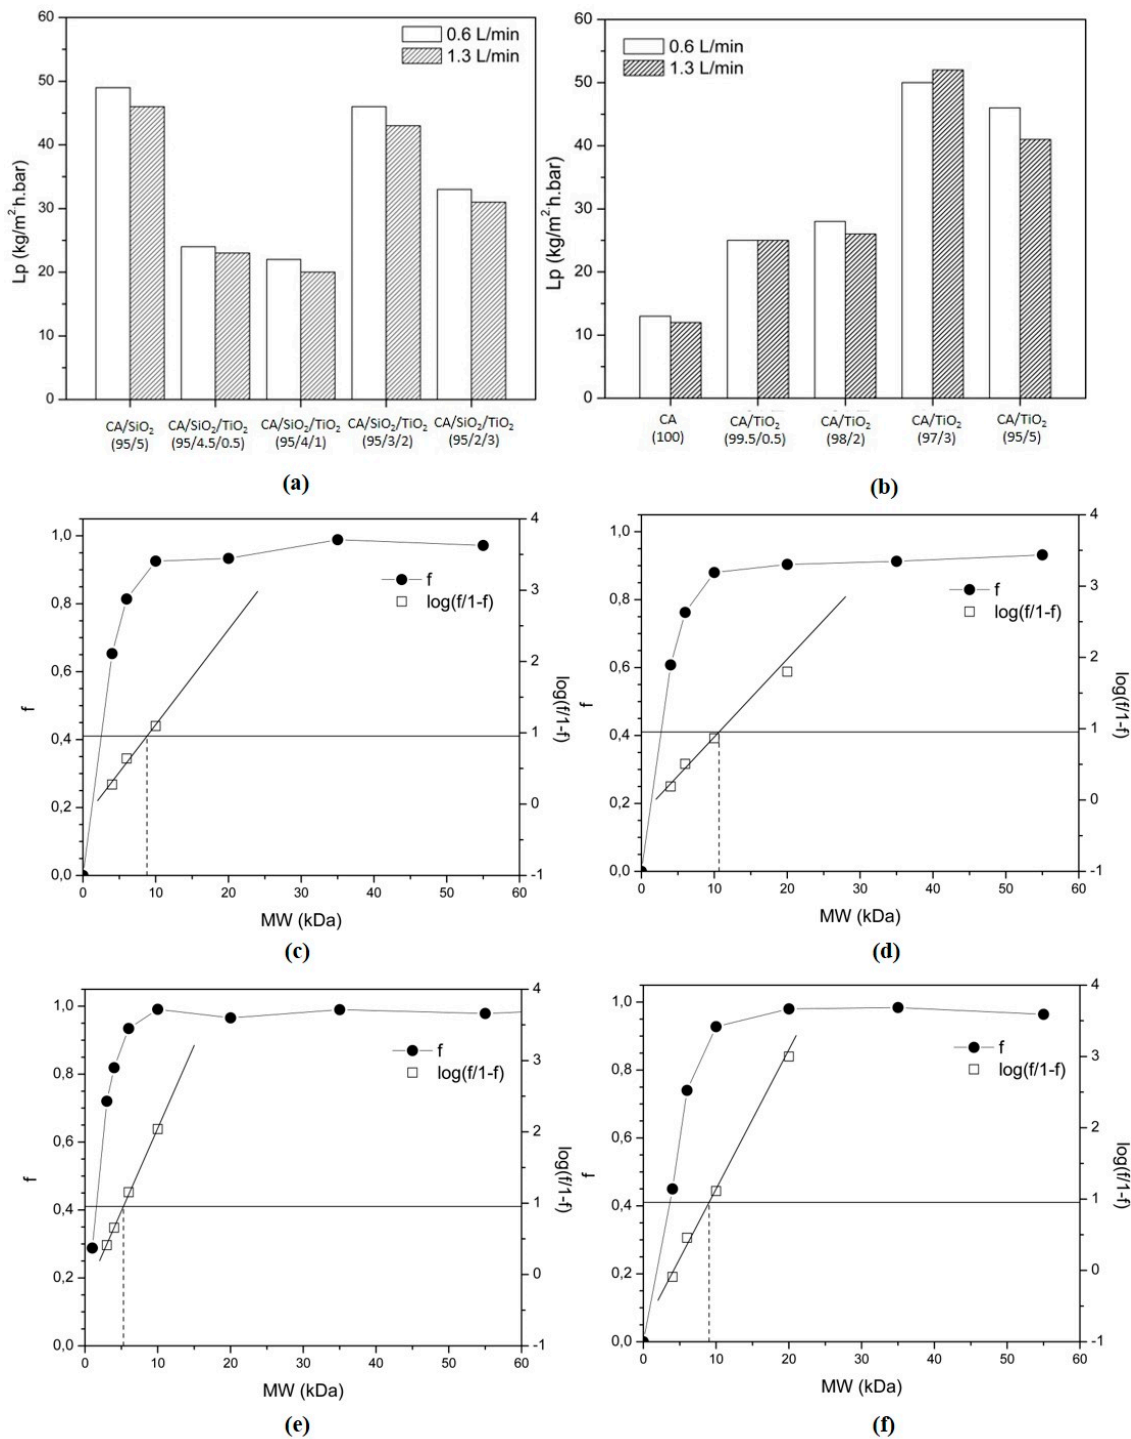 60
50
40
30
20
10
0
Lp (kg/m² h.bar)
0.6 L/min
1.3 L/min
CA/SiO₂ CA/SiO₂/TiO₂ CA/SiO₂/TiO₂ CA/SiO₂/TiO₂ CA/SiO₂/TiO₂
(95/5) (95/4.5/0.5) (95/4/1) (95/3/2) (95/2/3)
(a)
60
50
40
30
20
10
0
Lp (kg/m² h.bar)
0.6 L/min
1.3 L/min
CA CA/TiO₂ CA/TiO₂ CA/TiO₂ CA/TiO₂
(100) (99.5/0.5) (98/2) (97/3) (95/5)
(b)
1,0
0,8
0,6
0,4
0,2
0,0
f
f
log(f/1-f)
4
3
2
1
0
-1
log(f/1-f)
0 10 20 30 40 50 60
MW (kDa)
(c)
1,0
0,8
0,6
0,4
0,2
0,0
f
f
log(f/1-f)
4
3
2
1
0
-1
log(f/1-f)
0 10 20 30 40 50 60
MW (kDa)
(d)
1,0
0,8
0,6
0,4
0,2
0,0
f
f
log(f/1-f)
4
3
2
1
0
-1
log(f/1-f)
0 10 20 30 40 50 60
MW (kDa)
(e)
1,0
0,8
0,6
0,4
0,2
0,0
f
f
log(f/1-f)
4
3
2
1
0
-1
log(f/1-f)
0 10 20 30 40 50 60
MW (kDa)
(f)